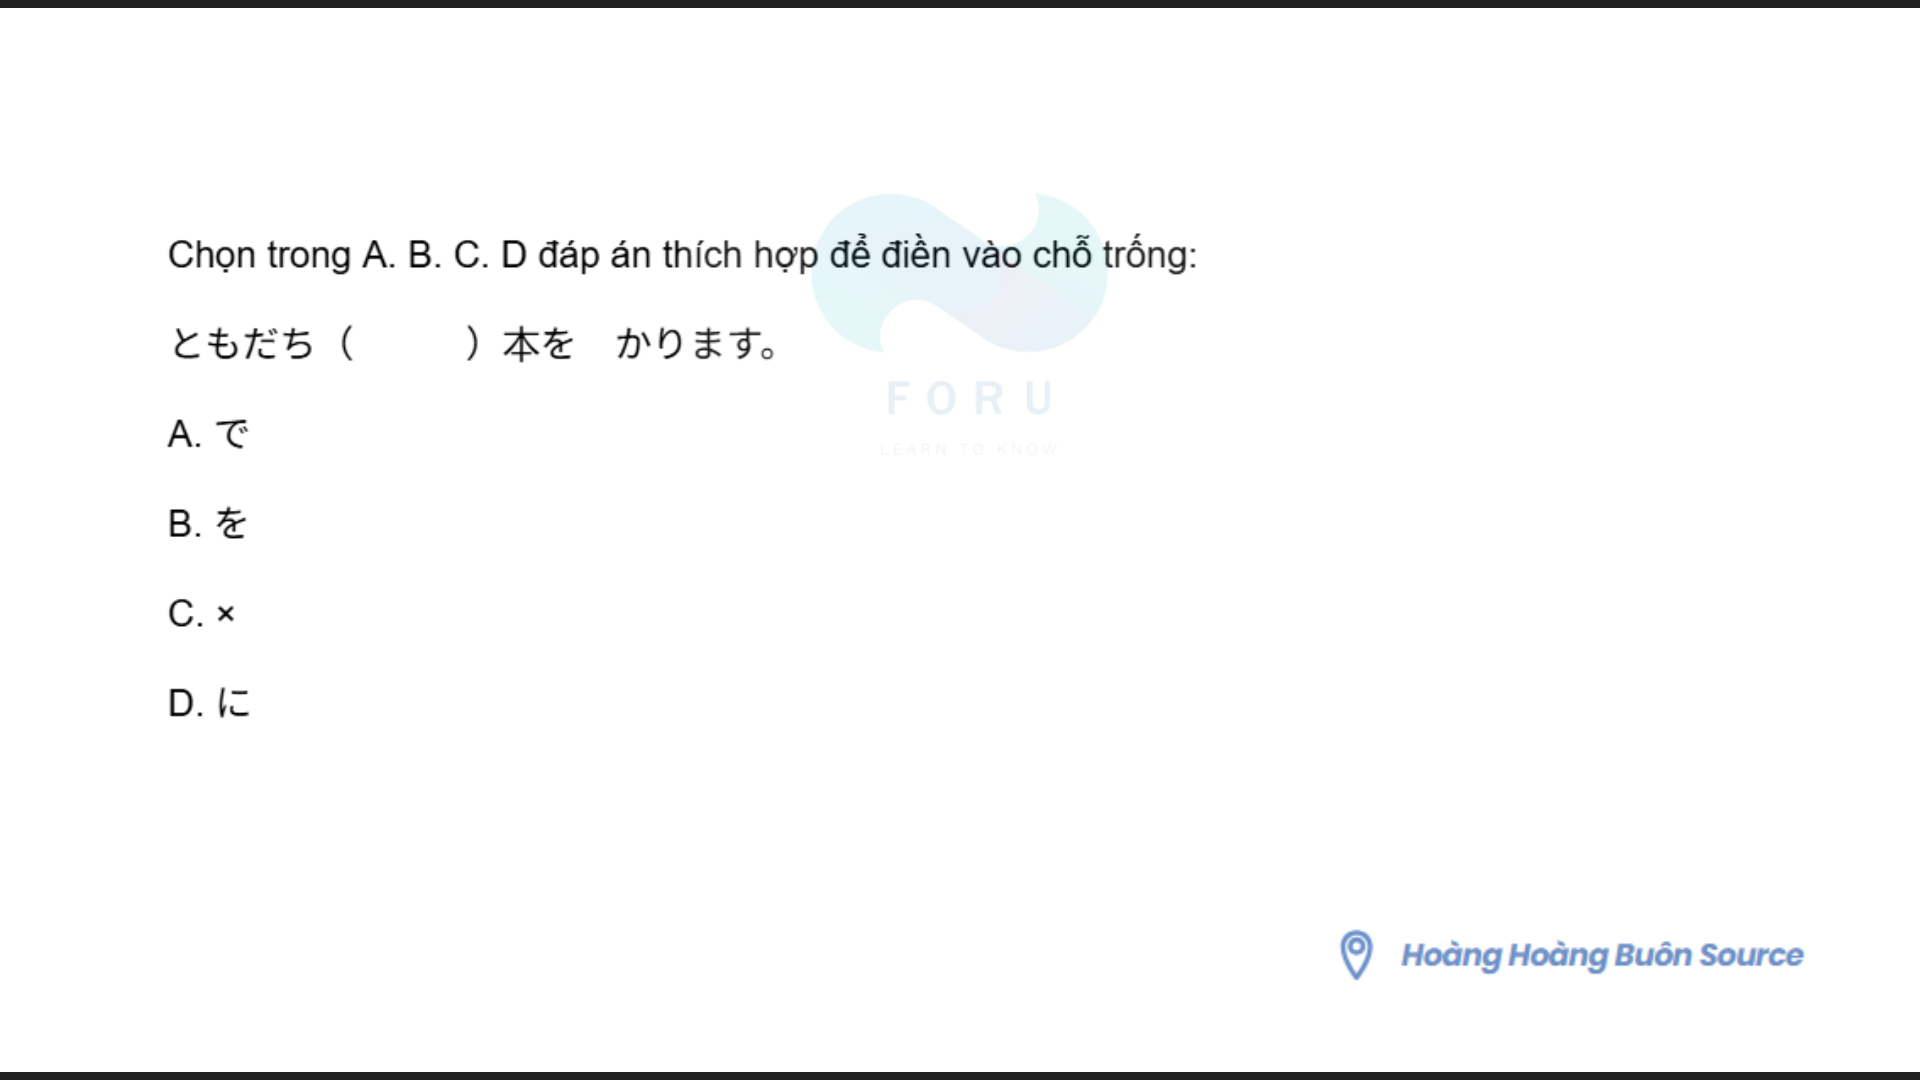 Chọn trong A. B. C. D đáp án thích hợp để điền vào chỗ trống:
ともだち（　　　）本を　かります。
A. で
B. を
C. ×
D. に
FORU
LEARN TO KNOW
Hoàng Hoàng Buôn Source